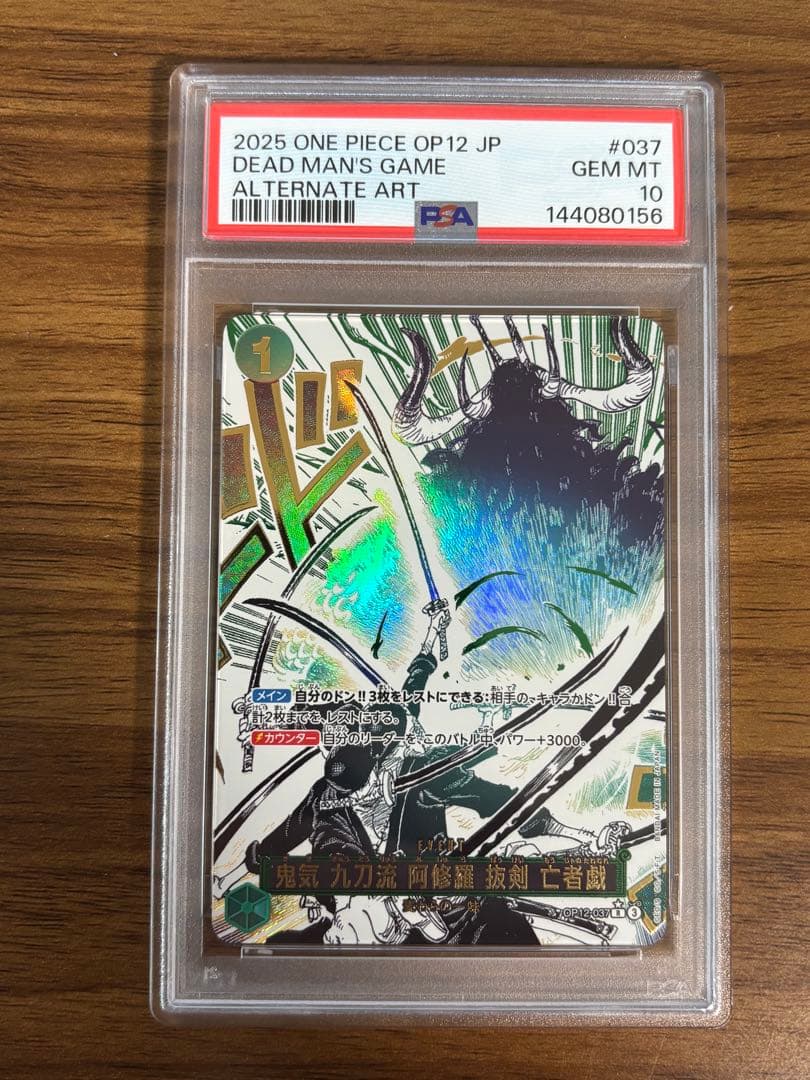 2025 ONE PIECE OP12 JP #037
DEAD MAN'S GAME GEM MT
ALTERNATE ART 10
PSA 144080156
1
ド
メイン 自分のドン!!3枚をレストにできる:相手の、キャラかドン!!合
計2枚までを、レストにする。
カウンター 自分のリーダーを、このバトル中、パワー+3000。
EVENT
鬼気 九刀流 阿修羅 抜剣 亡者戯
OP12-037 R 3